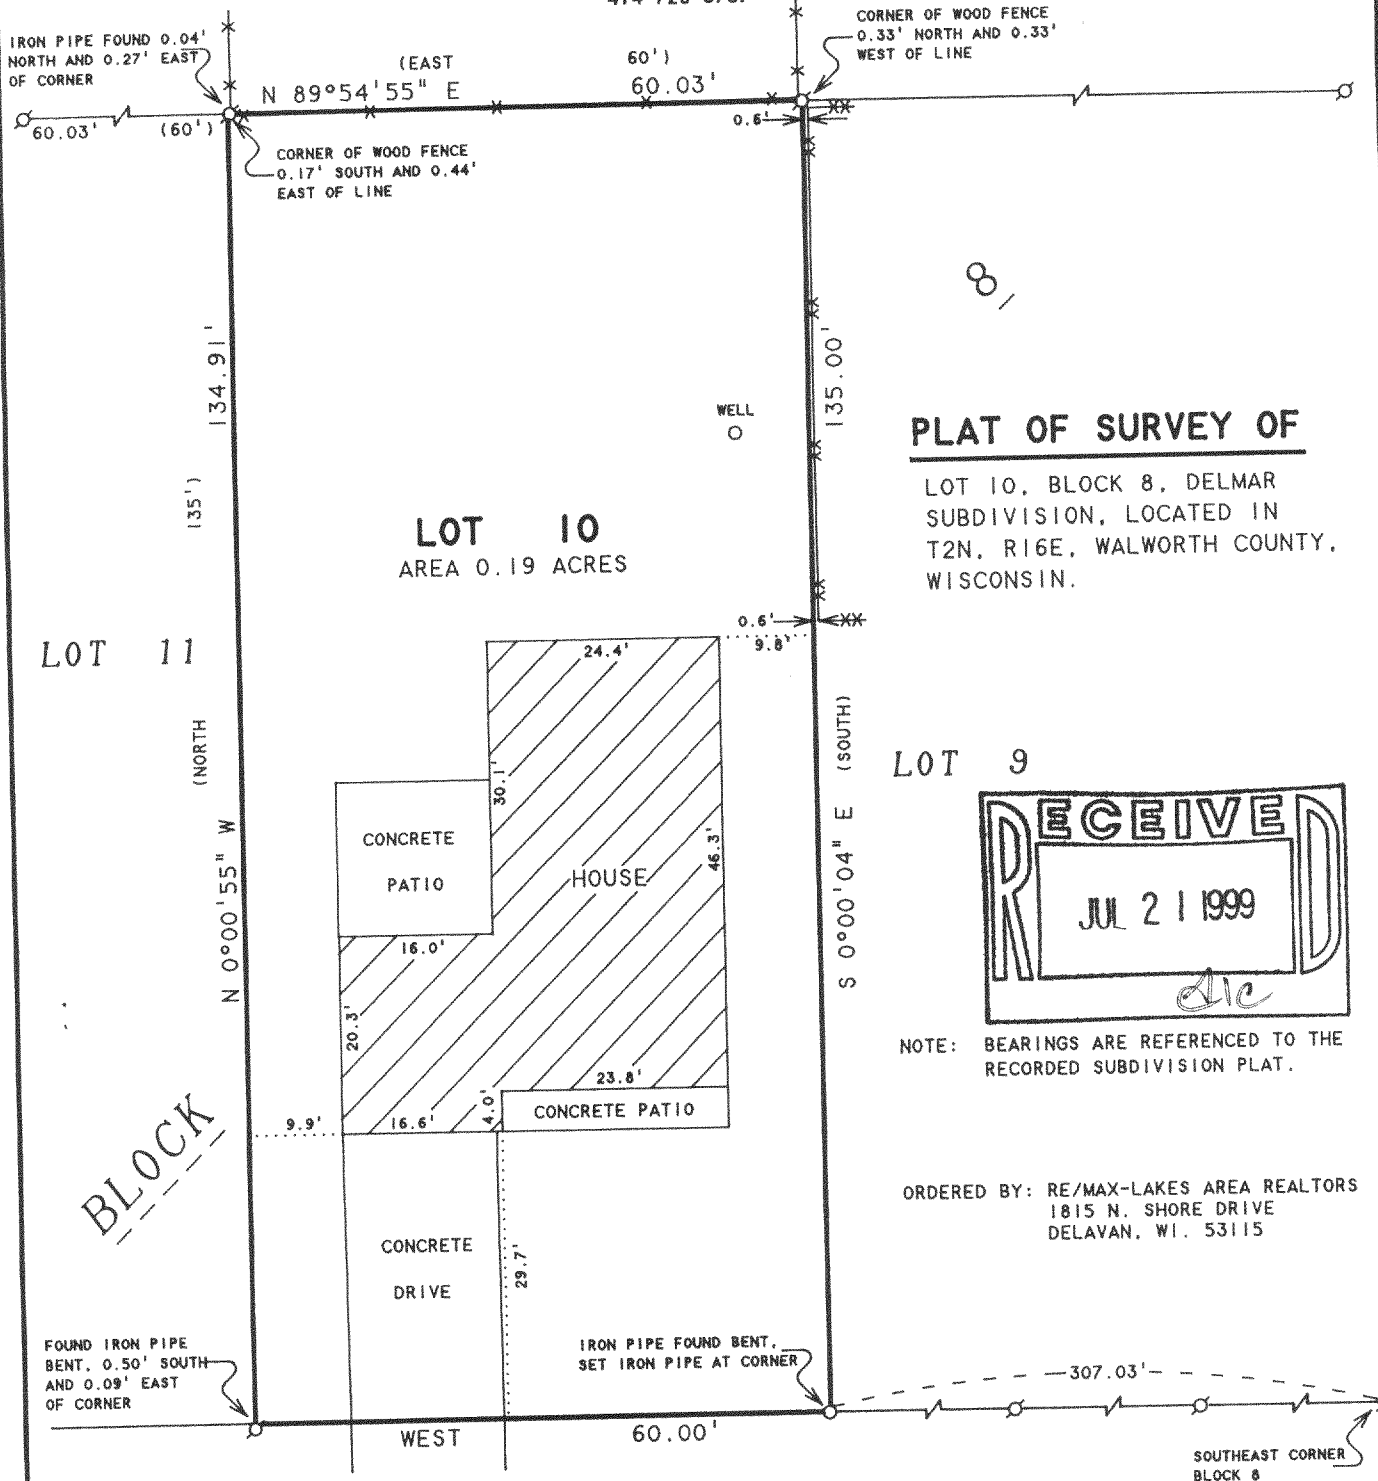 CORNER OF WOOD FENCE
0.33' NORTH AND 0.33'
WEST OF LINE
IRON PIPE FOUND 0.04'
NORTH AND 0.27' EAST
OF CORNER
(EAST 60')
N 89°54'55" E 60.03'
60.03' (60')
0.6'
CORNER OF WOOD FENCE
0.17' SOUTH AND 0.44'
EAST OF LINE
8
134.91'
135.00'
WELL
PLAT OF SURVEY OF
LOT 10, BLOCK 8, DELMAR
SUBDIVISION, LOCATED IN
T2N, R16E, WALWORTH COUNTY,
WISCONSIN.
135')
LOT 10
AREA 0.19 ACRES
0.6'
9.8'
LOT 11
24.4'
(NORTH
(SOUTH)
LOT 9
30.1'
CONCRETE
PATIO
HOUSE
46.3'
N 0°00'55" W
S 0°00'04" E
RECEIVED
JUL 21 1999
16.0'
20.3'
NOTE: BEARINGS ARE REFERENCED TO THE
RECORDED SUBDIVISION PLAT.
23.8'
4.0'
CONCRETE PATIO
9.9'
16.6'
BLOCK
ORDERED BY: RE/MAX-LAKES AREA REALTORS
1815 N. SHORE DRIVE
DELAVAN, WI. 53115
CONCRETE
DRIVE
29.7'
FOUND IRON PIPE
BENT, 0.50' SOUTH
AND 0.09' EAST
OF CORNER
IRON PIPE FOUND BENT,
SET IRON PIPE AT CORNER
307.03'
WEST 60.00'
SOUTHEAST CORNER
BLOCK 8